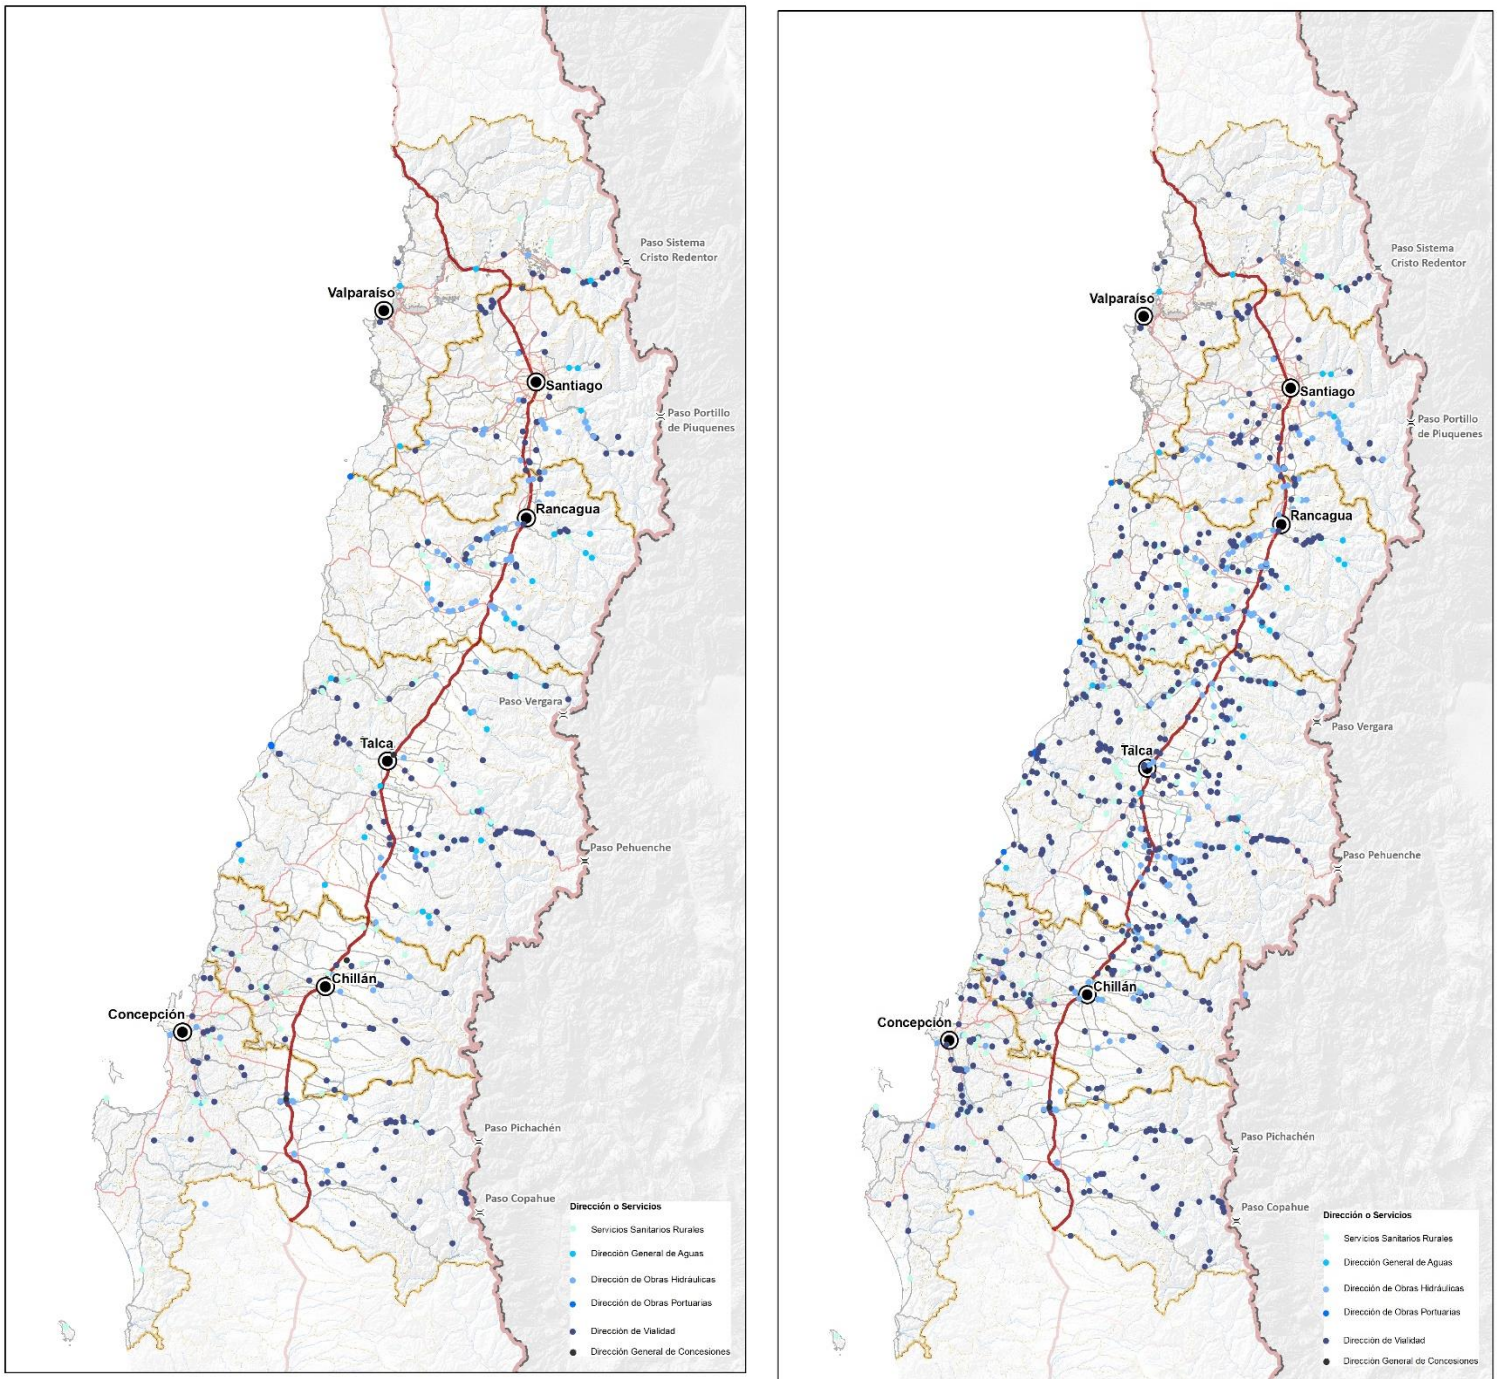 Paso Sistema
Cristo Redentor
Valparaíso
Santiago
Paso Portillo
de Piuquenes
Rancagua
Paso Vergara
Talca
Paso Pehuenche
Chillán
Concepción
Paso Pichachén
Paso Copahue
Dirección o Servicios
Servicios Sanitarios Rurales
Dirección General de Aguas
Dirección de Obras Hidráulicas
Dirección de Obras Portuarias
Dirección de Vialidad
Dirección General de Concesiones
Paso Sistema
Cristo Redentor
Valparaíso
Santiago
Paso Portillo
de Piuquenes
Rancagua
Paso Vergara
Talca
Paso Pehuenche
Chillán
Concepción
Paso Pichachén
Paso Copahue
Dirección o Servicios
Servicios Sanitarios Rurales
Dirección General de Aguas
Dirección de Obras Hidráulicas
Dirección de Obras Portuarias
Dirección de Vialidad
Dirección General de Concesiones